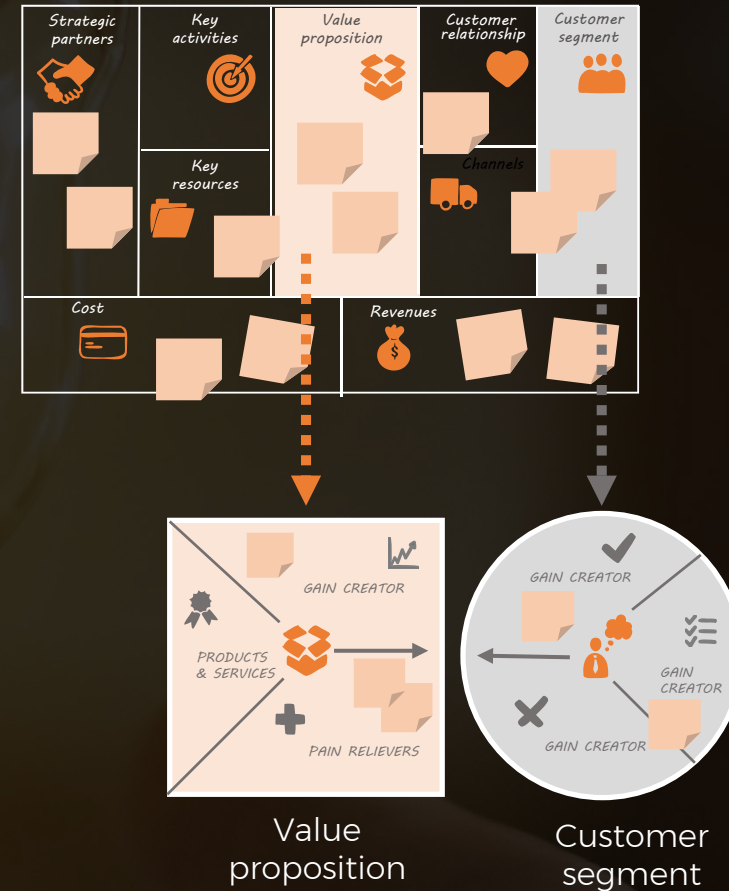 Strategic
partners
Key
activities
Value
proposition
Customer
relationship
Customer
segment
Key
resources
Channels
Cost
Revenues
$
GAIN CREATOR
PRODUCTS
& SERVICES
PAIN RELIEVERS
GAIN CREATOR
GAIN
CREATOR
GAIN CREATOR
Value
proposition
Customer
segment